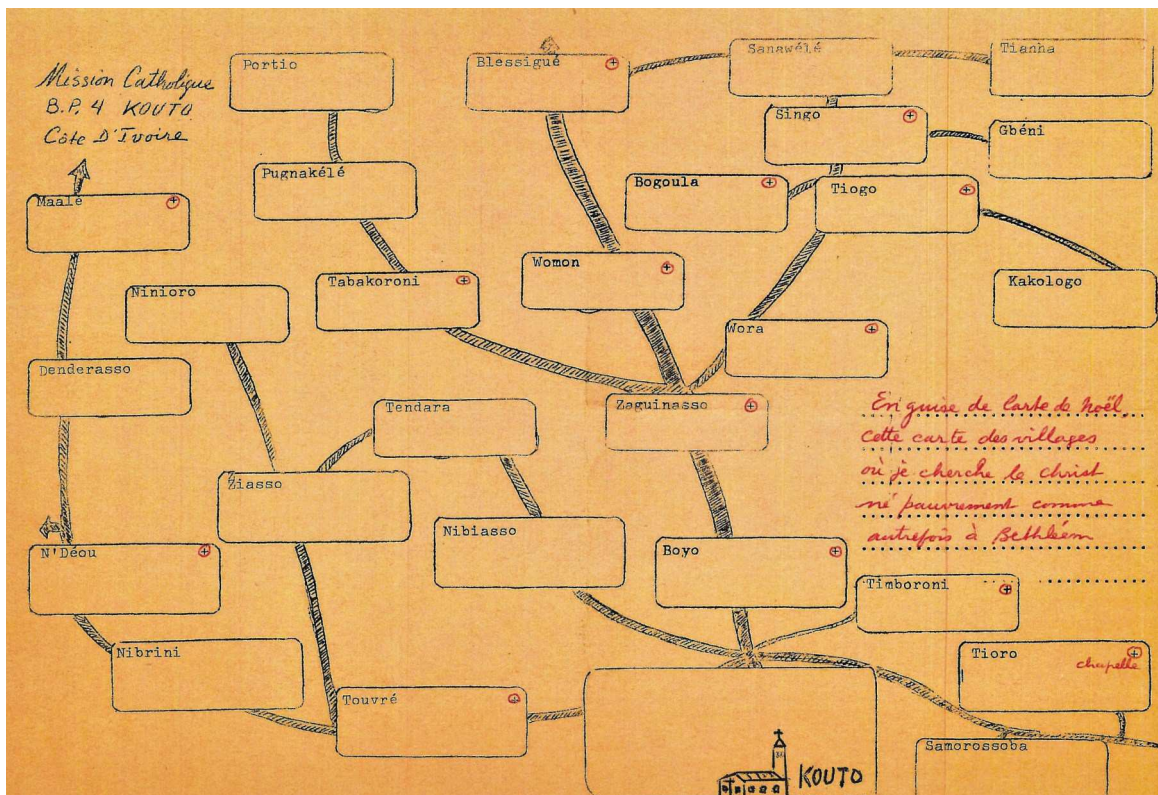 Mission Catholique
B.P. 4 KOUTO
Côte D'Ivoire
Portio
Blessigué
Sanawélé
Tianha
Singo
Gbéni
Pugnakélé
Bogoula
Tiogo
Maalé
Womon
Tabakoroni
Kakologo
Ninioro
Wora
Denderasso
Tendara
Zaguinasso
En guise de Carte de Noël,
cette carte des villages
où je cherche le christ
né pauvrement comme
autrefois à Bethléem
Ziasso
Nibiasso
N'Déou
Boyo
Timboroni
Nibrini
Tioro
chapelle
Touvré
Samorossoba
KOUTO